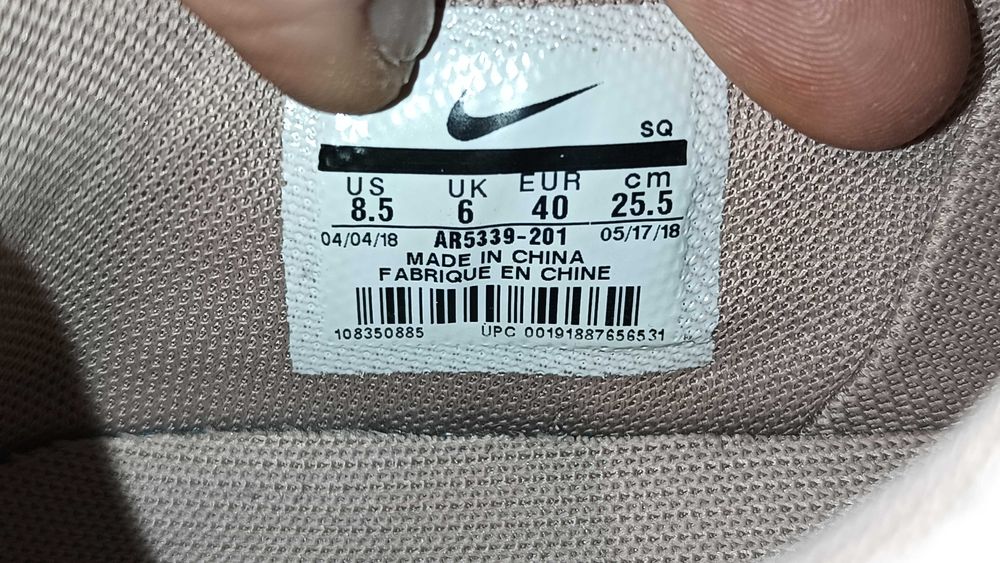 SQ
US UK EUR cm
8.5 6 40 25.5
04/04/18 AR5339-201 05/17/18
MADE IN CHINA
FABRIQUE EN CHINE
108350885 UPC 00191887656531